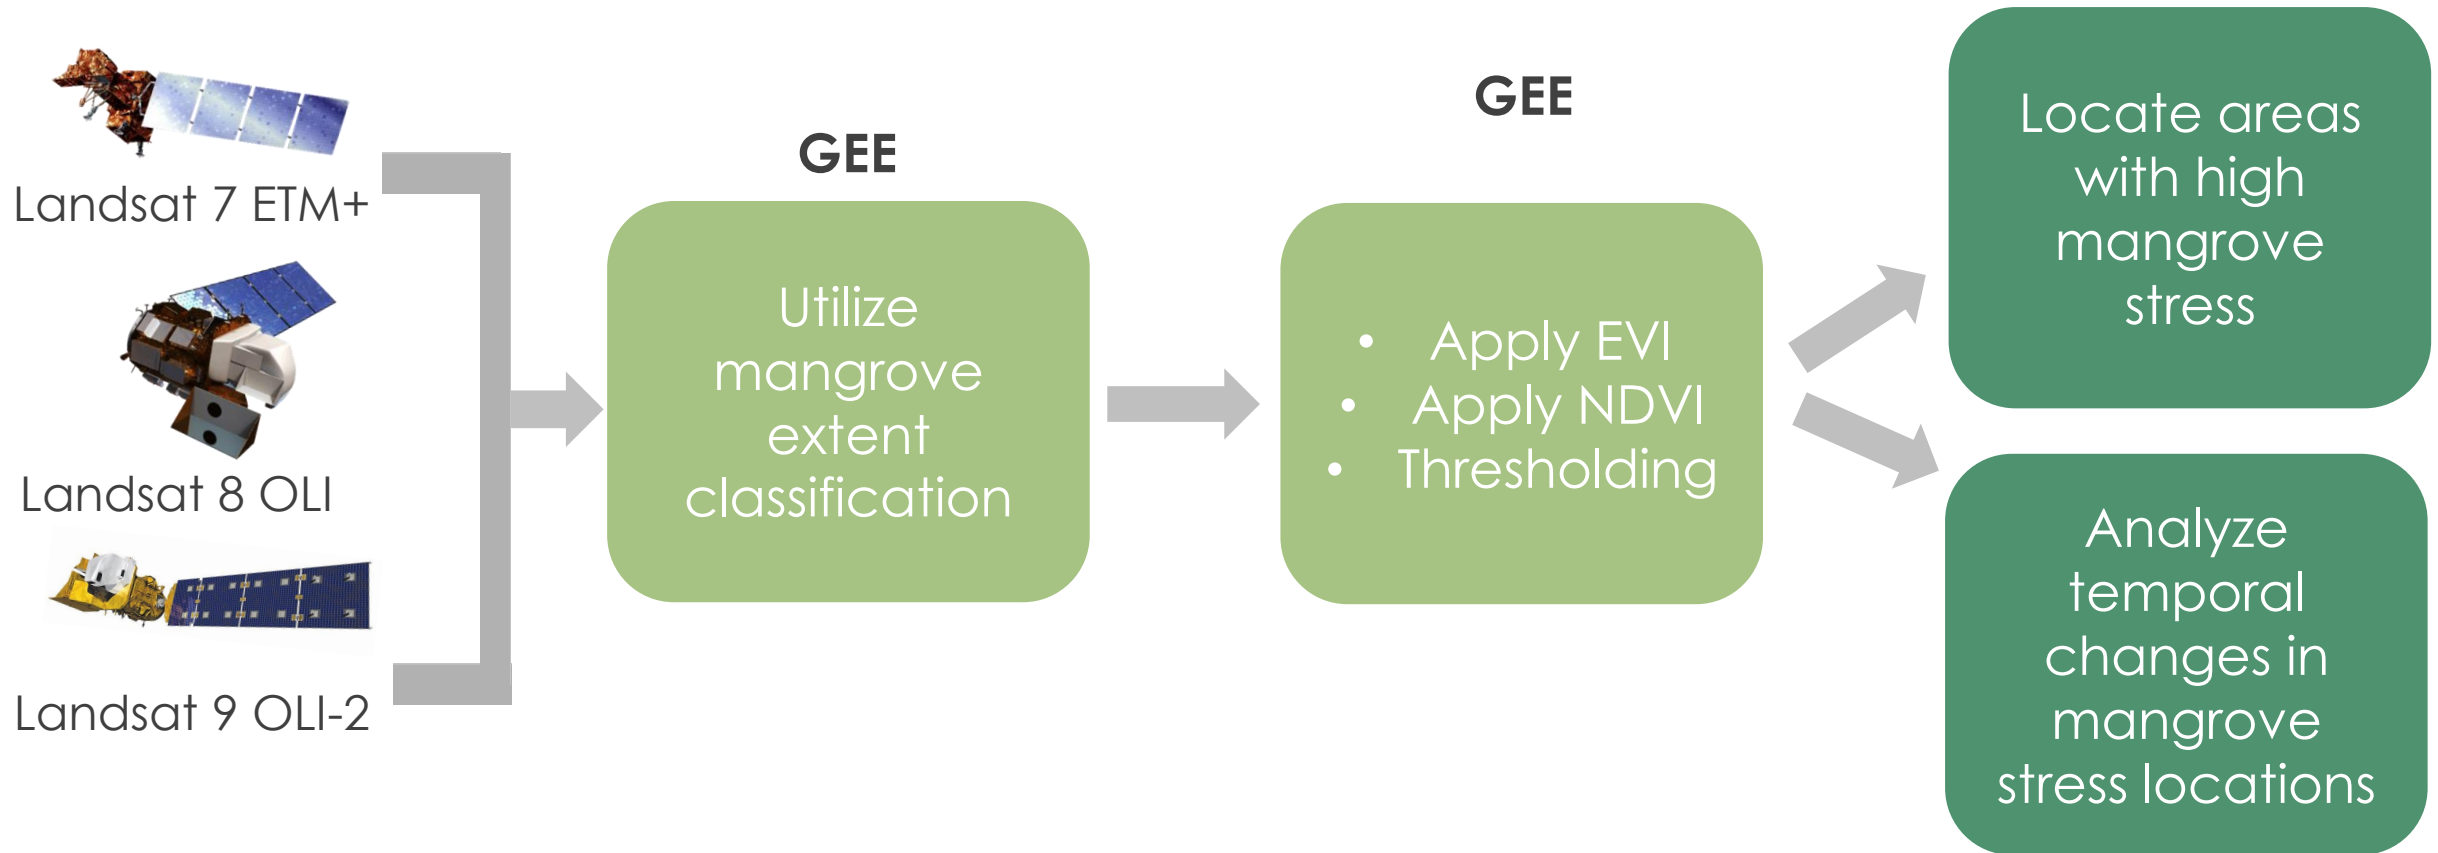 Landsat 7 ETM+
Landsat 8 OLI
Landsat 9 OLI-2
GEE
Utilize
mangrove
extent
classification
GEE
• Apply EVI
• Apply NDVI
• Thresholding
Locate areas
with high
mangrove
stress
Analyze
temporal
changes in
mangrove
stress locations